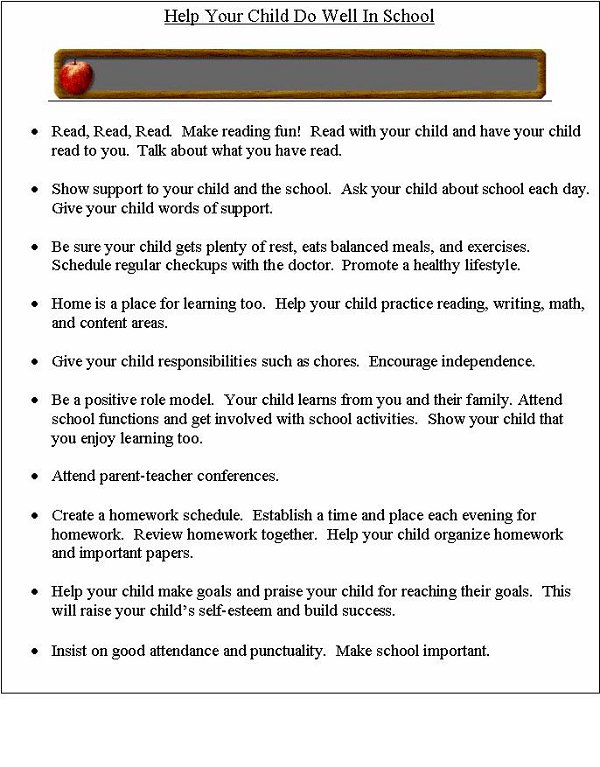 Help Your Child Do Well In School
• Read, Read, Read.  Make reading fun!  Read with your child and have your child
read to you.  Talk about what you have read.
• Show support to your child and the school.  Ask your child about school each day.
Give your child words of support.
• Be sure your child gets plenty of rest, eats balanced meals, and exercises.
Schedule regular checkups with the doctor.  Promote a healthy lifestyle.
• Home is a place for learning too.  Help your child practice reading, writing, math,
and content areas.
• Give your child responsibilities such as chores.  Encourage independence.
• Be a positive role model.  Your child learns from you and their family. Attend
school functions and get involved with school activities.  Show your child that
you enjoy learning too.
• Attend parent-teacher conferences.
• Create a homework schedule.  Establish a time and place each evening for
homework.  Review homework together.  Help your child organize homework
and important papers.
• Help your child make goals and praise your child for reaching their goals.  This
will raise your child’s self-esteem and build success.
• Insist on good attendance and punctuality.  Make school important.